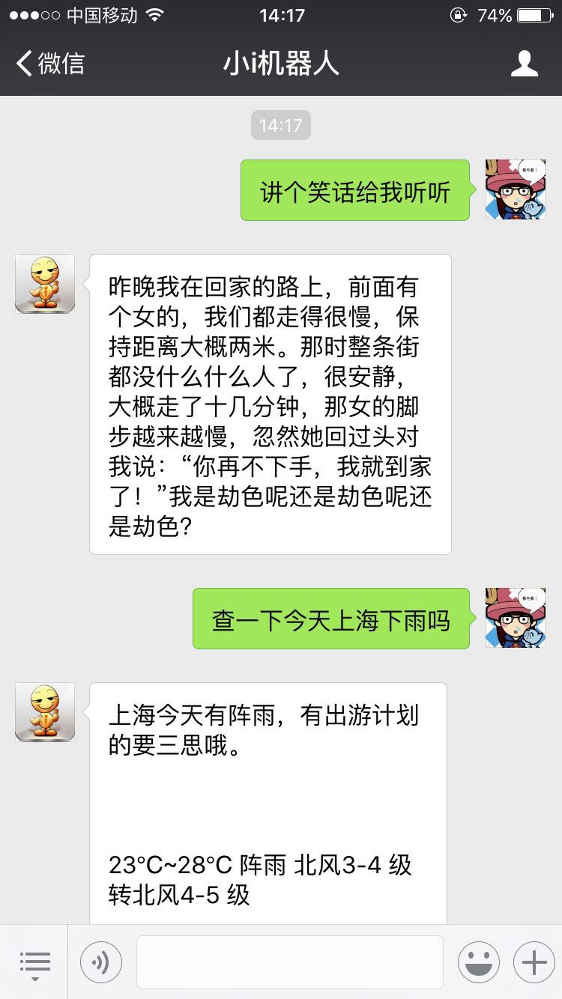 中国移动 14:17 74%
微信 小i机器人
14:17
讲个笑话给我听听
昨晚我在回家的路上，前面有
个女的，我们都走得很慢，保
持距离大概两米。那时整条街
都没什么什么人了，很安静，
大概走了十几分钟，那女的脚
步越来越慢，忽然她回过头对
我说：“你再不下手，我就到家
了！”我是劫色呢还是劫色呢还
是劫色?
查一下今天上海下雨吗
上海今天有阵雨，有出游计划
的要三思哦。
23℃~28℃ 阵雨 北风3-4 级
转北风4-5 级